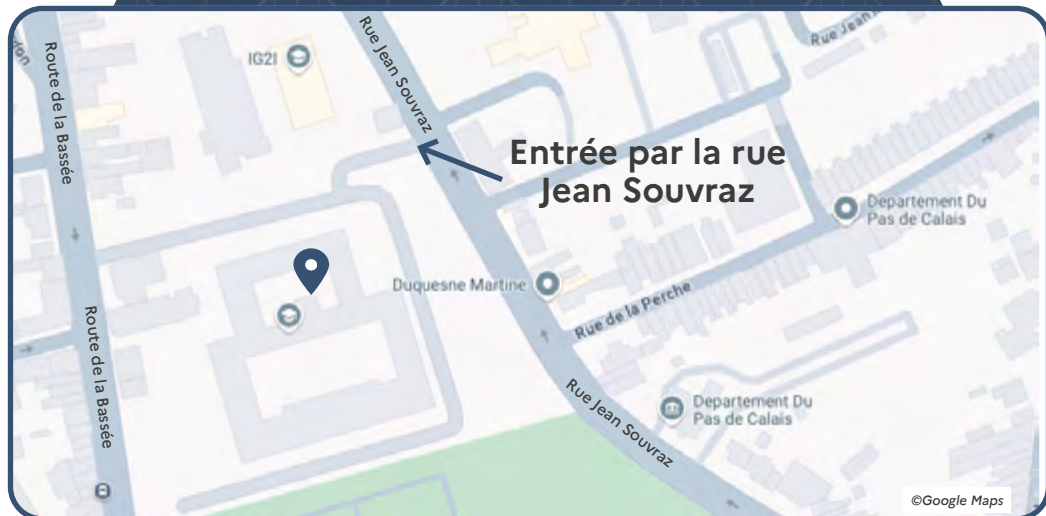 IG2I
Rue Jean Souvraz
Rue Jean
Route de la Bassée
Entrée par la rue
Jean Souvraz
Departement Du
Pas de Calais
Duquesne Martine
Rue de la Perche
Route de la Bassée
Rue Jean Souvraz
Departement Du
Pas de Calais
©Google Maps